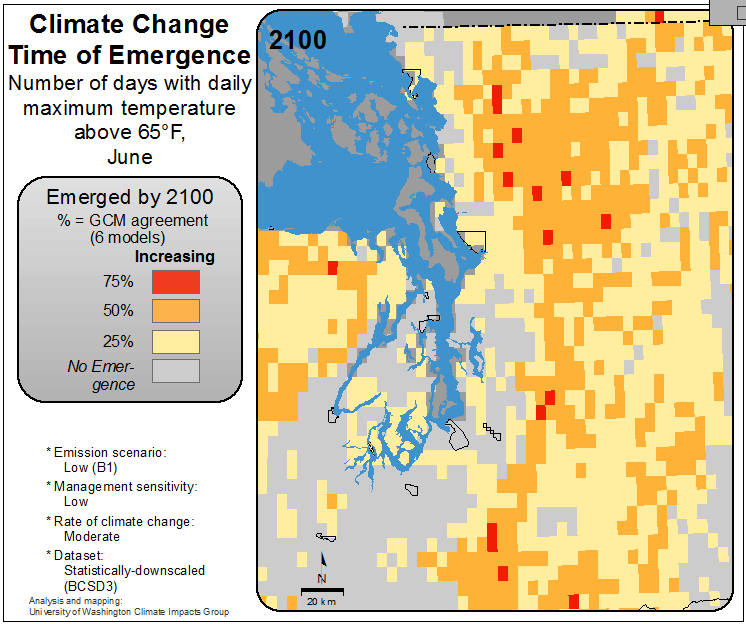 Climate Change
Time of Emergence
Number of days with daily
maximum temperature
above 65°F,
June
Emerged by 2100
% = GCM agreement
(6 models)
Increasing
75%
50%
25%
No Emer-
gence
* Emission scenario:
Low (B1)
* Management sensitivity:
Low
* Rate of climate change:
Moderate
* Dataset:
Statistically-downscaled
(BCSD3)
Analysis and mapping:
University of Washington Climate Impacts Group
2100
N
20 km